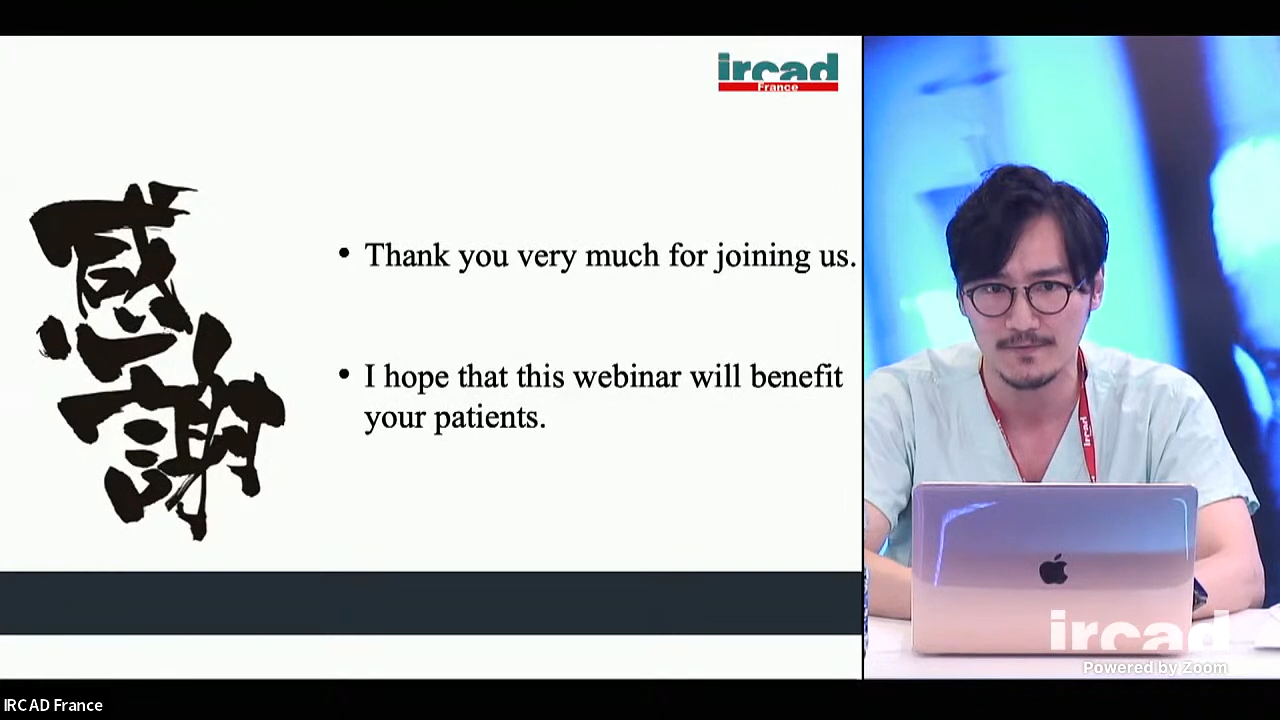 ircad
France
感謝
• Thank you very much for joining us.
• I hope that this webinar will benefit
your patients.
ircad
ircad
Powered by Zoom
IRCAD France